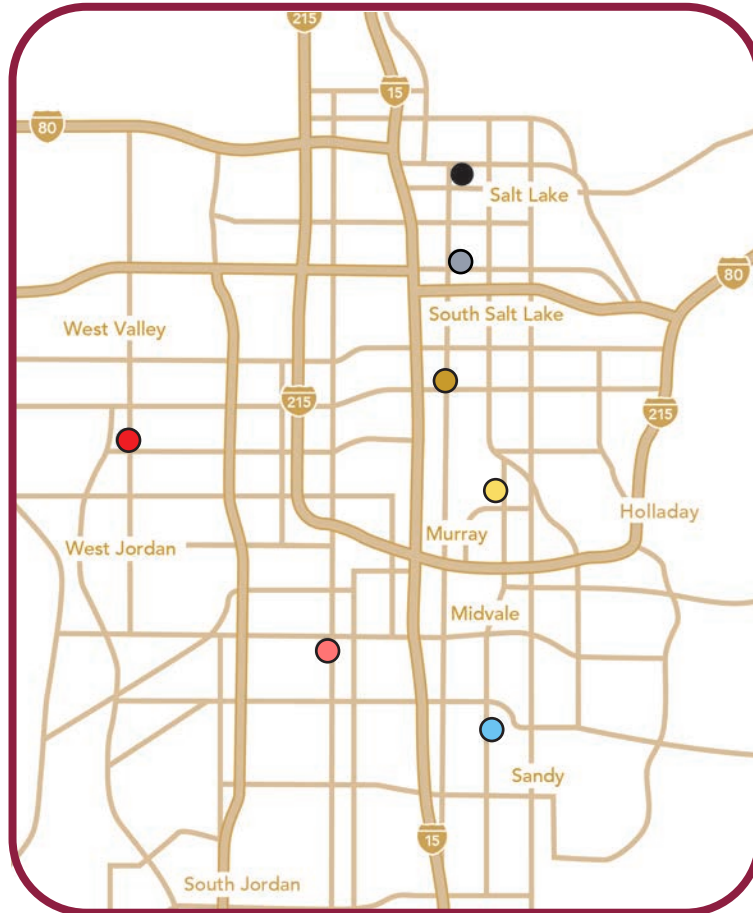 215
15
80
Salt Lake
80
South Salt Lake
West Valley
215
215
Holladay
Murray
West Jordan
Midvale
Sandy
15
South Jordan